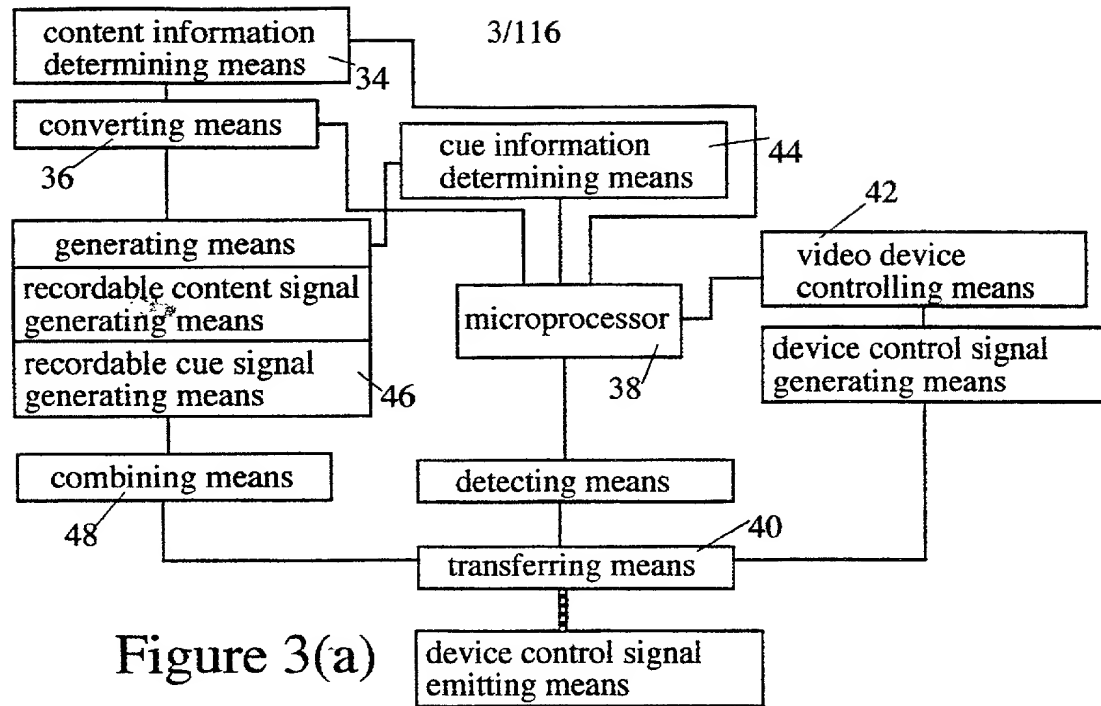 content information
determining means
3/116
34
converting means
36
cue information
determining means
44
42
generating means
video device
controlling means
recordable content signal
generating means
microprocessor
38
device control signal
generating means
recordable cue signal
generating means
46
combining means
48
detecting means
40
transferring means
Figure 3(a)
device control signal
emitting means